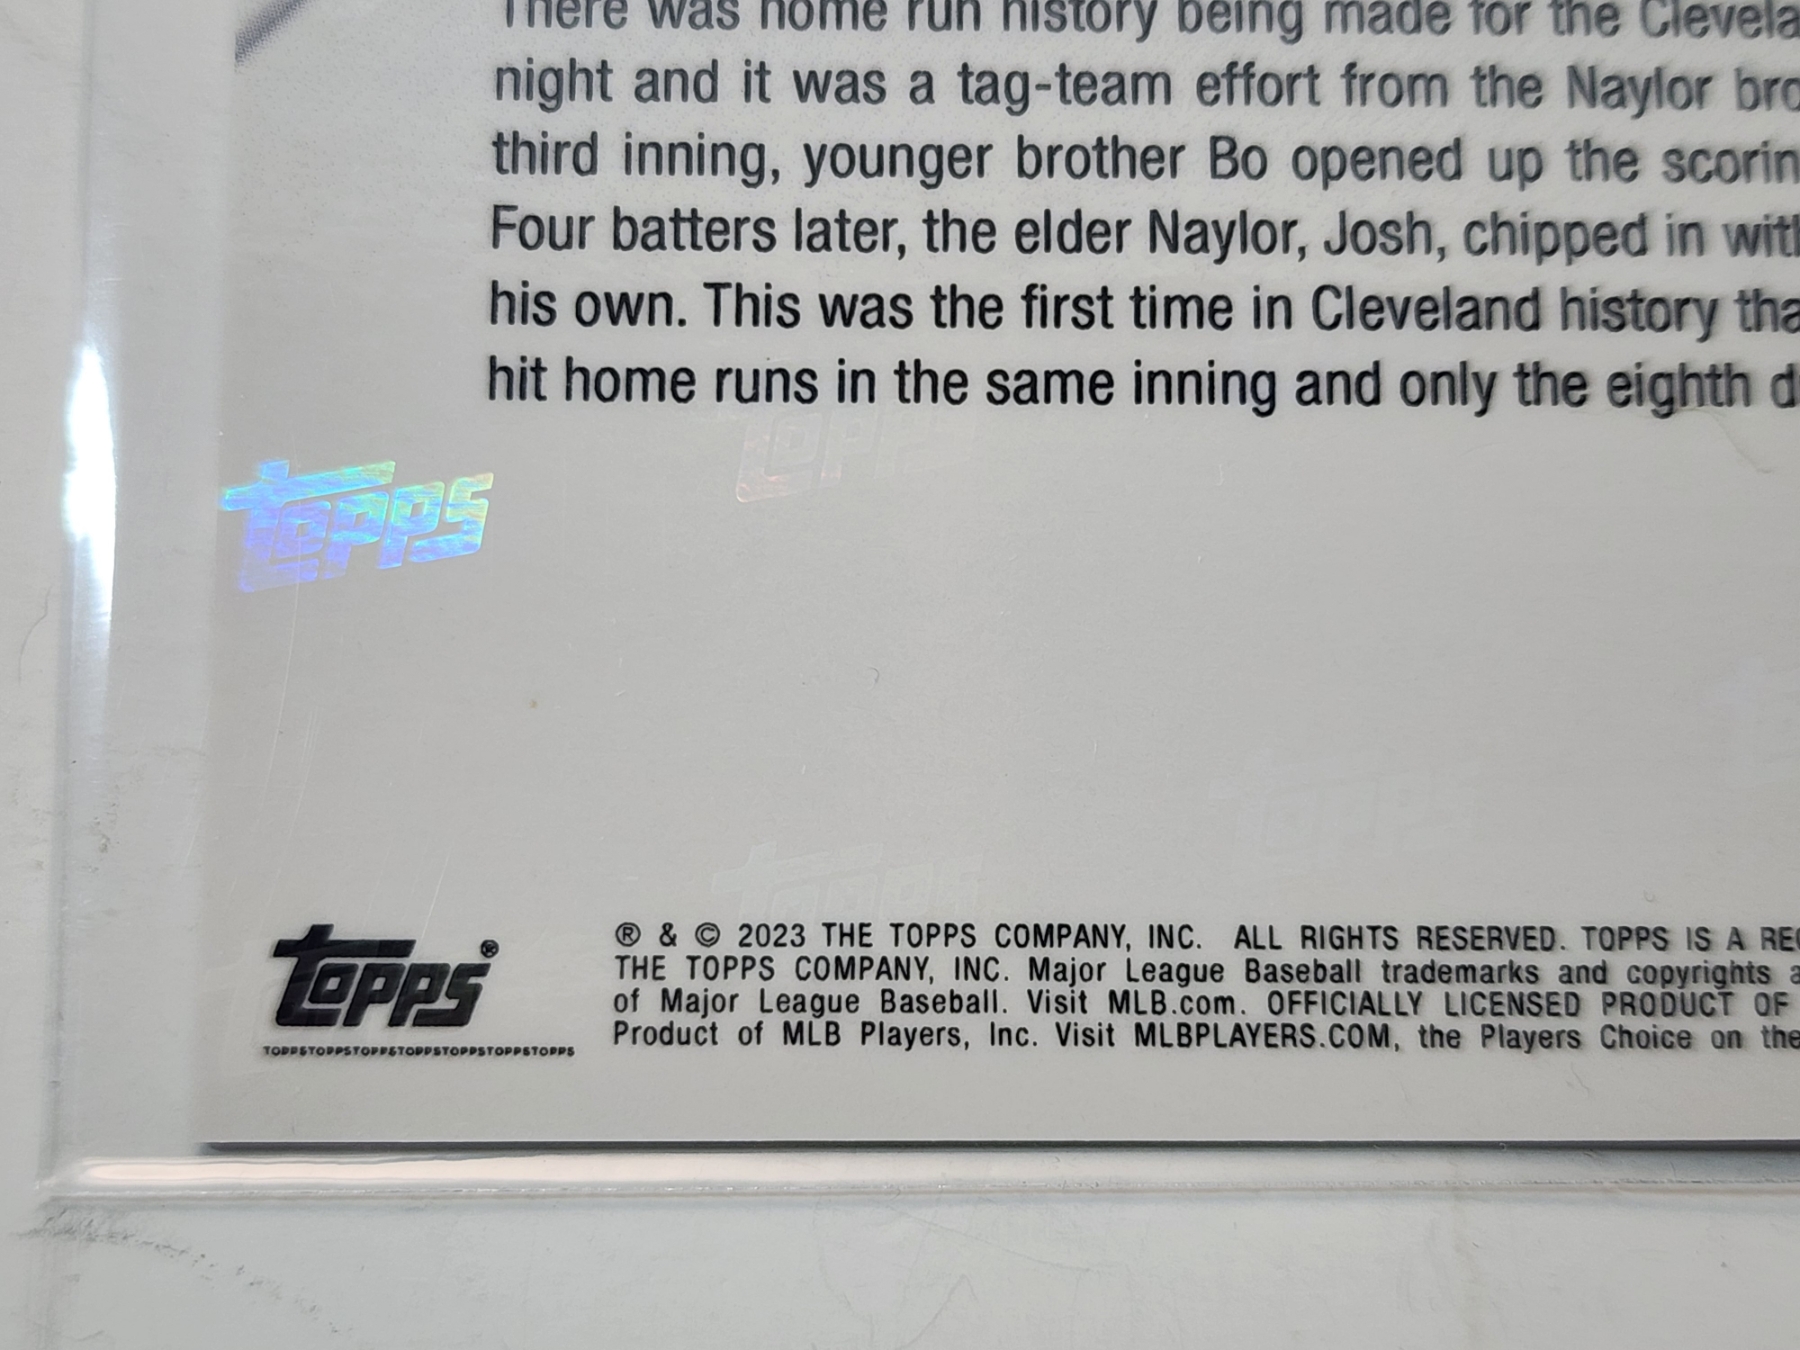 There was home run history being made for the Clevela
night and it was a tag-team effort from the Naylor bro
third inning, younger brother Bo opened up the scorin
Four batters later, the elder Naylor, Josh, chipped in with
his own. This was the first time in Cleveland history tha
hit home runs in the same inning and only the eighth d
TOPPS
TOPPS
TOPPS
Topps®
TOPPSTOPPSTOPPSTOPPSTOPPSTOPPSTOPPS
® & © 2023 THE TOPPS COMPANY, INC. ALL RIGHTS RESERVED. TOPPS IS A REG
THE TOPPS COMPANY, INC. Major League Baseball trademarks and copyrights a
of Major League Baseball. Visit MLB.com. OFFICIALLY LICENSED PRODUCT OF
Product of MLB Players, Inc. Visit MLBPLAYERS.COM, the Players Choice on the